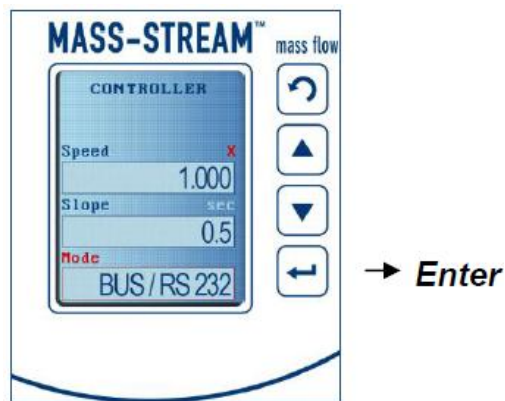 MASS-STREAM™ mass flow
CONTROLLER
Speed X
1.000
Slope sec
0.5
Mode
BUS / RS 232
Enter